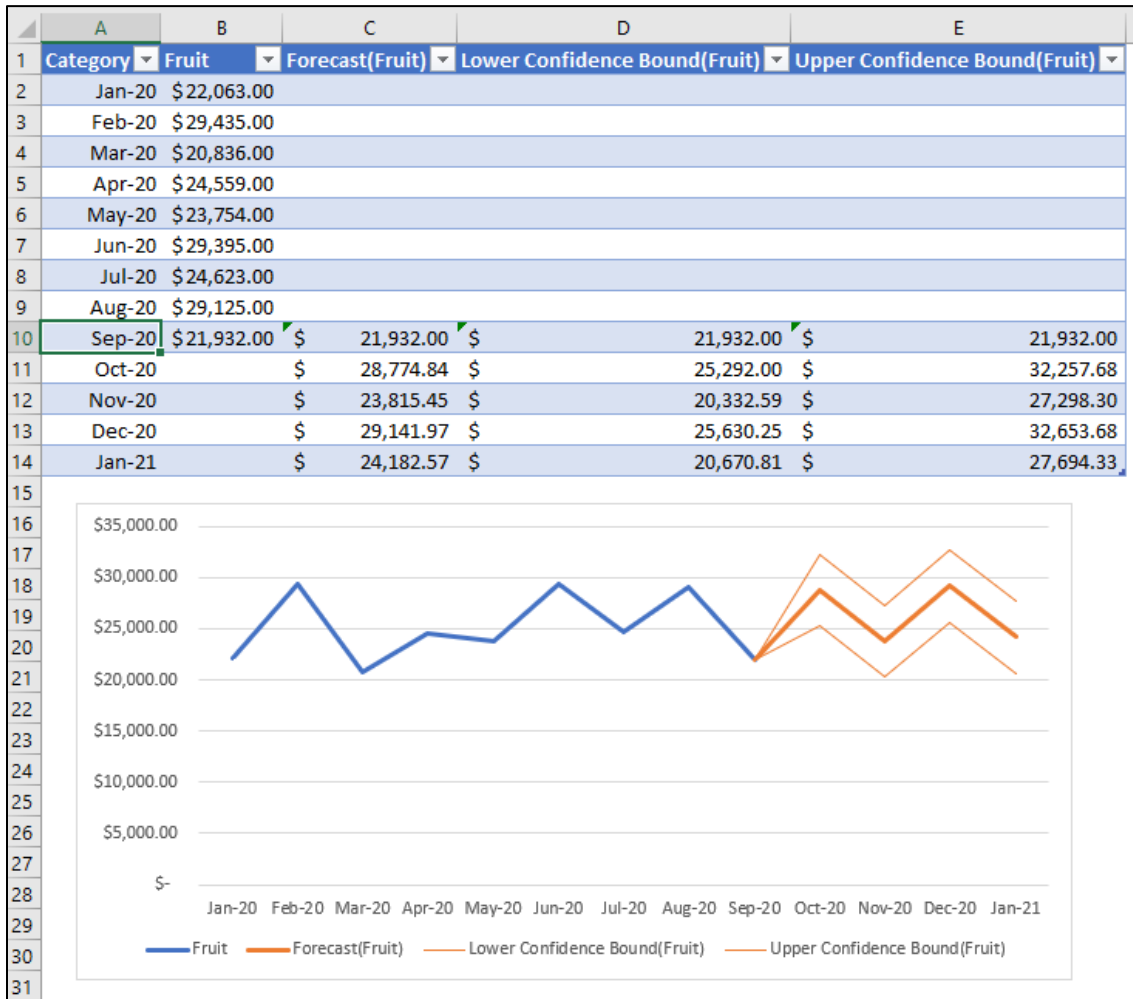 A B C D E
1 Category Fruit Forecast(Fruit) Lower Confidence Bound(Fruit) Upper Confidence Bound(Fruit)
2 Jan-20 $22,063.00
3 Feb-20 $29,435.00
4 Mar-20 $20,836.00
5 Apr-20 $24,559.00
6 May-20 $23,754.00
7 Jun-20 $29,395.00
8 Jul-20 $24,623.00
9 Aug-20 $29,125.00
10 Sep-20 $21,932.00 $ 21,932.00 $ 21,932.00 $ 21,932.00
11 Oct-20 $ 28,774.84 $ 25,292.00 $ 32,257.68
12 Nov-20 $ 23,815.45 $ 20,332.59 $ 27,298.30
13 Dec-20 $ 29,141.97 $ 25,630.25 $ 32,653.68
14 Jan-21 $ 24,182.57 $ 20,670.81 $ 27,694.33
15
16 $35,000.00
17
18 $30,000.00
19
20 $25,000.00
21 $20,000.00
22
23 $15,000.00
24 $10,000.00
25
26 $5,000.00
27
28 $-
29 Jan-20 Feb-20 Mar-20 Apr-20 May-20 Jun-20 Jul-20 Aug-20 Sep-20 Oct-20 Nov-20 Dec-20 Jan-21
30 Fruit Forecast(Fruit) Lower Confidence Bound(Fruit) Upper Confidence Bound(Fruit)
31